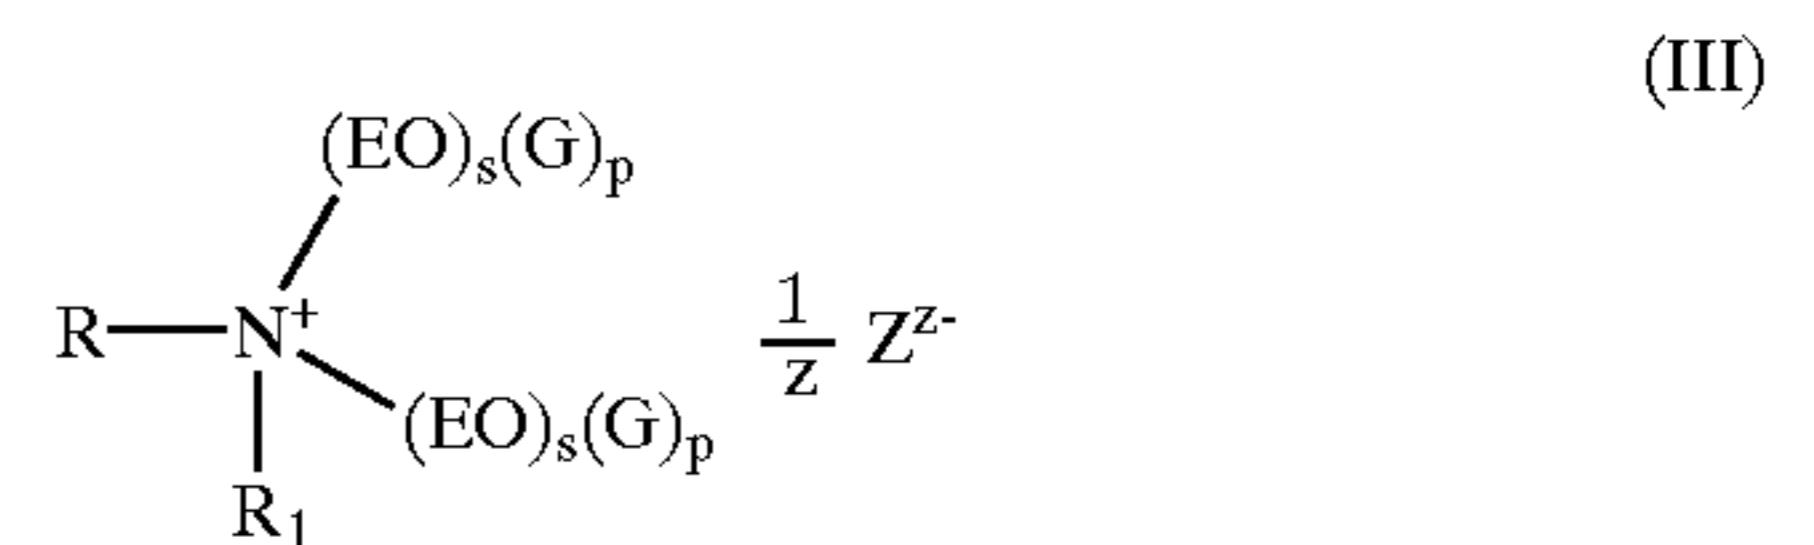 (III)
(EO)s(G)p
R—N+
1/z Zz-
(EO)s(G)p
R1